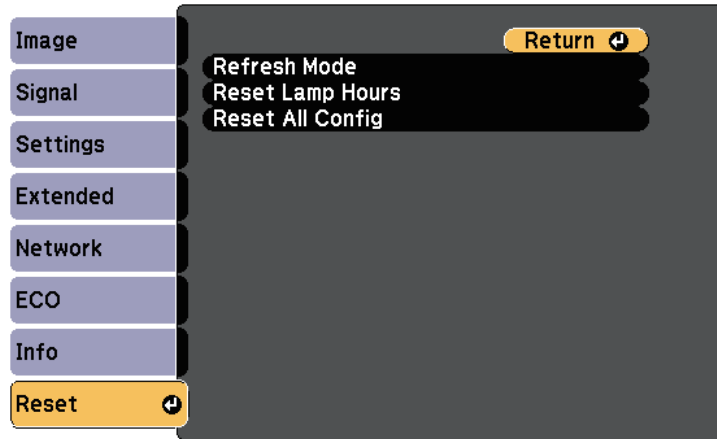 Image
Signal
Settings
Extended
Network
ECO
Info
Reset
Return
Refresh Mode
Reset Lamp Hours
Reset All Config